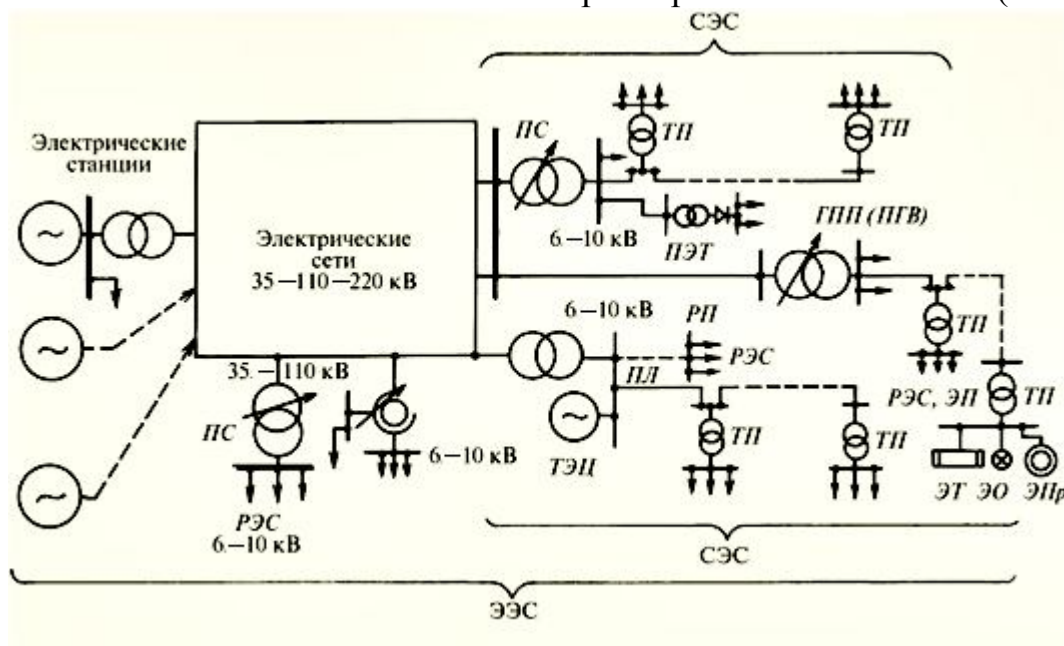 СЭС
Электрические
станции
ПС
ТП
ТП
Электрические
сети
35–110–220 кВ
6.–10 кВ
ПЭТ
ГПП (ПГВ)
6.–10 кВ
РП
РЭС
ТП
35.–110 кВ
ПЛ
РЭС, ЭП
ТП
ПС
6.–10 кВ
ТЭЦ
ТП
ТП
ЭТ
ЭО
ЭПр
РЭС
6.–10 кВ
СЭС
ЭЭС